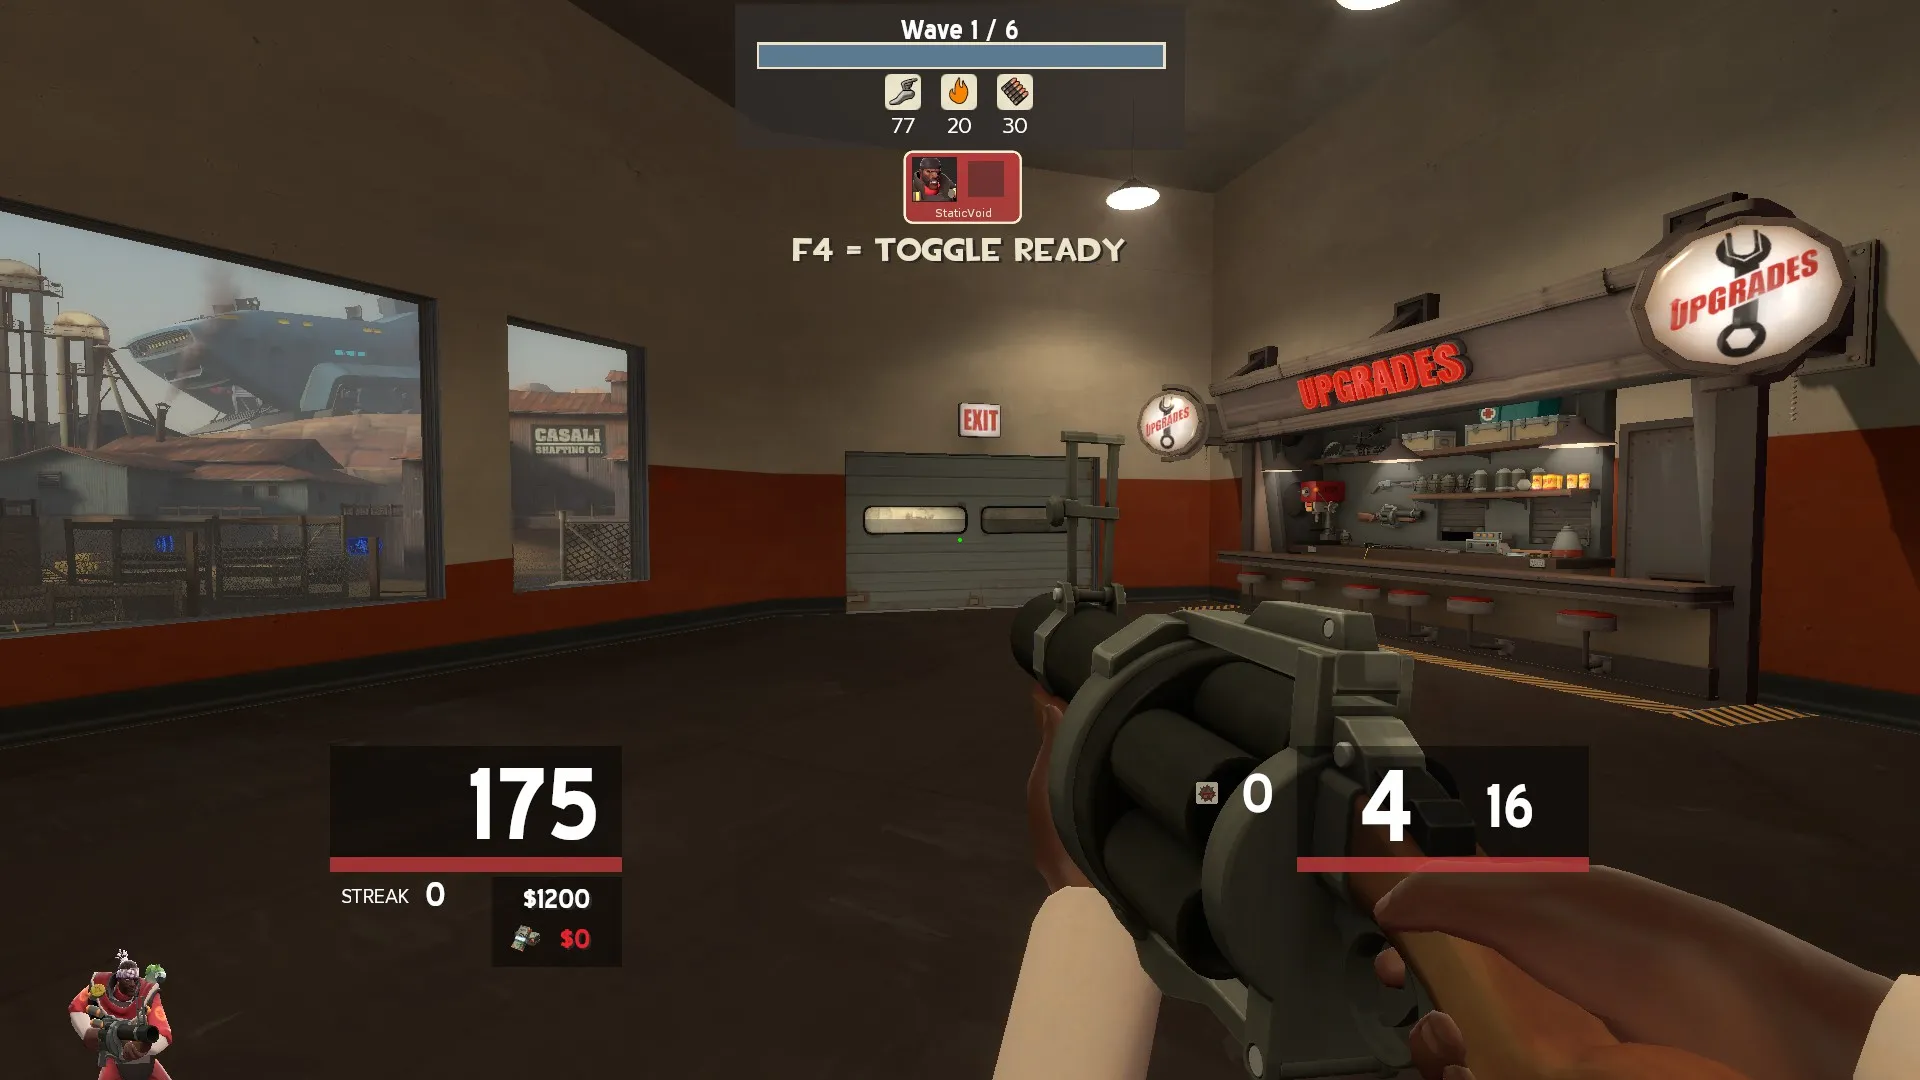 Wave 1 / 6
77 20 30
StaticVoid
F4 = TOGGLE READY
UPGRADES
UPGRADES
UPGRADES
EXIT
CASALI
SHAFTING CO.
175
0 4 16
STREAK 0
$1200
$0